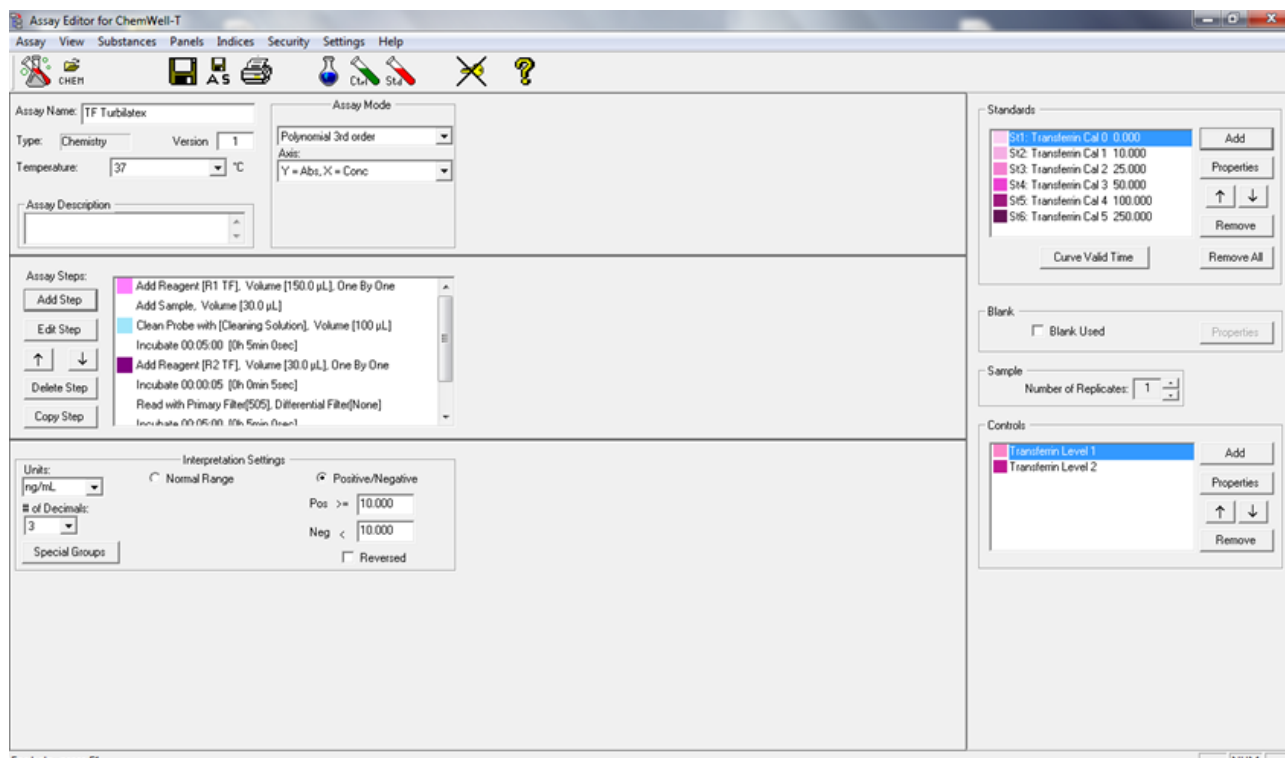 Assay Editor for ChemWell-T
Assay View Substances Panels Indices Security Settings Help
CHEM
AS
Ctrl
Std
Assay Name: TF Turbilatex
Type: Chemistry Version 1
Temperature: 37 °C
Assay Description
Assay Mode
Polynomial 3rd order
Axis:
Y = Abs, X = Conc
Assay Steps:
Add Step
Edit Step
↑ ↓
Delete Step
Copy Step
Add Reagent [R1 TF], Volume [150.0 µL], One By One
Add Sample, Volume [30.0 µL]
Clean Probe with [Cleaning Solution], Volume [100 µL]
Incubate 00:05:00 [0h 5min 0sec]
Add Reagent [R2 TF], Volume [30.0 µL], One By One
Incubate 00:00:05 [0h 0min 5sec]
Read with Primary Filter[505], Differential Filter[None]
Incubate 00:05:00 [0h 5min 0sec]
Interpretation Settings
Units:
ng/mL
# of Decimals:
3
Special Groups
Normal Range
Positive/Negative
Pos >= 10.000
Neg < 10.000
Reversed
Standards
St1: Transferrin Cal 0 0.000
St2: Transferrin Cal 1 10.000
St3: Transferrin Cal 2 25.000
St4: Transferrin Cal 3 50.000
St5: Transferrin Cal 4 100.000
St6: Transferrin Cal 5 250.000
Add
Properties
↑ ↓
Remove
Curve Valid Time
Remove All
Blank
Blank Used
Properties
Sample
Number of Replicates: 1
Controls
Transferrin Level 1
Transferrin Level 2
Add
Properties
↑ ↓
Remove